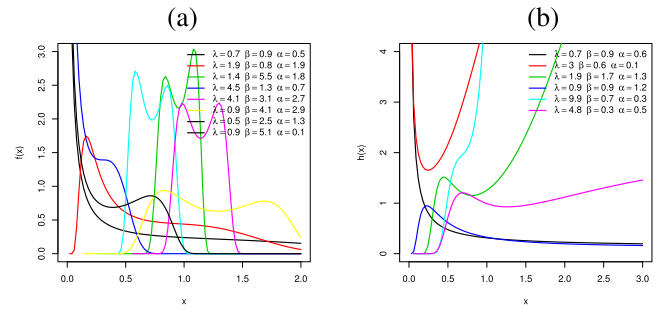 (a)
(b)
f(x)
3.0
2.5
2.0
1.5
1.0
0.5
0.0
λ = 0.7 β = 0.9 α = 0.5
λ = 1.9 β = 0.8 α = 1.9
λ = 1.4 β = 5.5 α = 1.8
λ = 4.5 β = 1.3 α = 0.7
λ = 4.1 β = 3.1 α = 2.7
λ = 0.9 β = 4.1 α = 2.9
λ = 0.5 β = 2.5 α = 1.3
λ = 0.9 β = 5.1 α = 0.1
0.0 0.5 1.0 1.5 2.0
x
h(x)
4
3
2
1
0
λ = 0.7 β = 0.9 α = 0.6
λ = 3 β = 0.6 α = 0.1
λ = 1.9 β = 1.7 α = 1.3
λ = 0.9 β = 0.9 α = 1.2
λ = 9.9 β = 0.7 α = 0.3
λ = 4.8 β = 0.3 α = 0.5
0.0 0.5 1.0 1.5 2.0 2.5 3.0
x